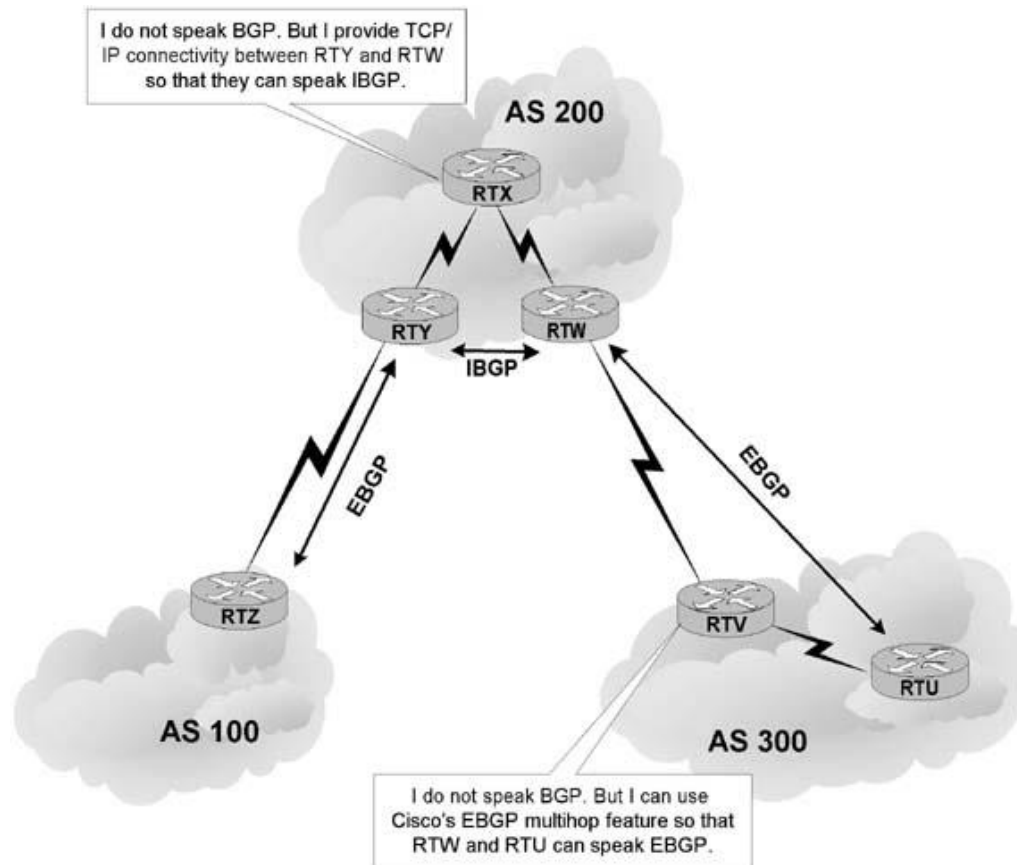 I do not speak BGP. But I provide TCP/
IP connectivity between RTY and RTW
so that they can speak IBGP.
AS 200
RTX
RTY
RTW
IBGP
EBGP
EBGP
RTZ
RTV
RTU
AS 100
AS 300
I do not speak BGP. But I can use
Cisco's EBGP multihop feature so that
RTW and RTU can speak EBGP.